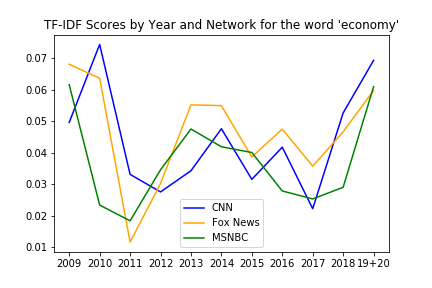 TF-IDF Scores by Year and Network for the word 'economy'
0.07
0.06
0.05
0.04
0.03
0.02
0.01
CNN
Fox News
MSNBC
2009 2010 2011 2012 2013 2014 2015 2016 2017 2018 19+20